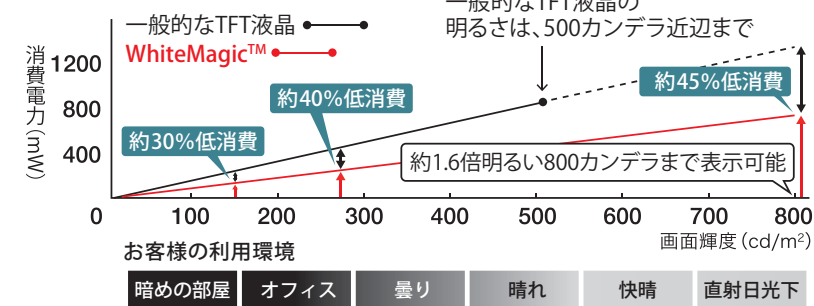 一般的なTFT液晶の
明るさは、500カンデラ近辺まで
一般的なTFT液晶
WhiteMagic™
消費電力(mW)
1200
800
400
約30%低消費
約40%低消費
約45%低消費
約1.6倍明るい800カンデラまで表示可能
0 100 200 300 400 500 600 700 800
画面輝度(cd/m²)
お客様の利用環境
暗めの部屋 オフィス 曇り 晴れ 快晴 直射日光下